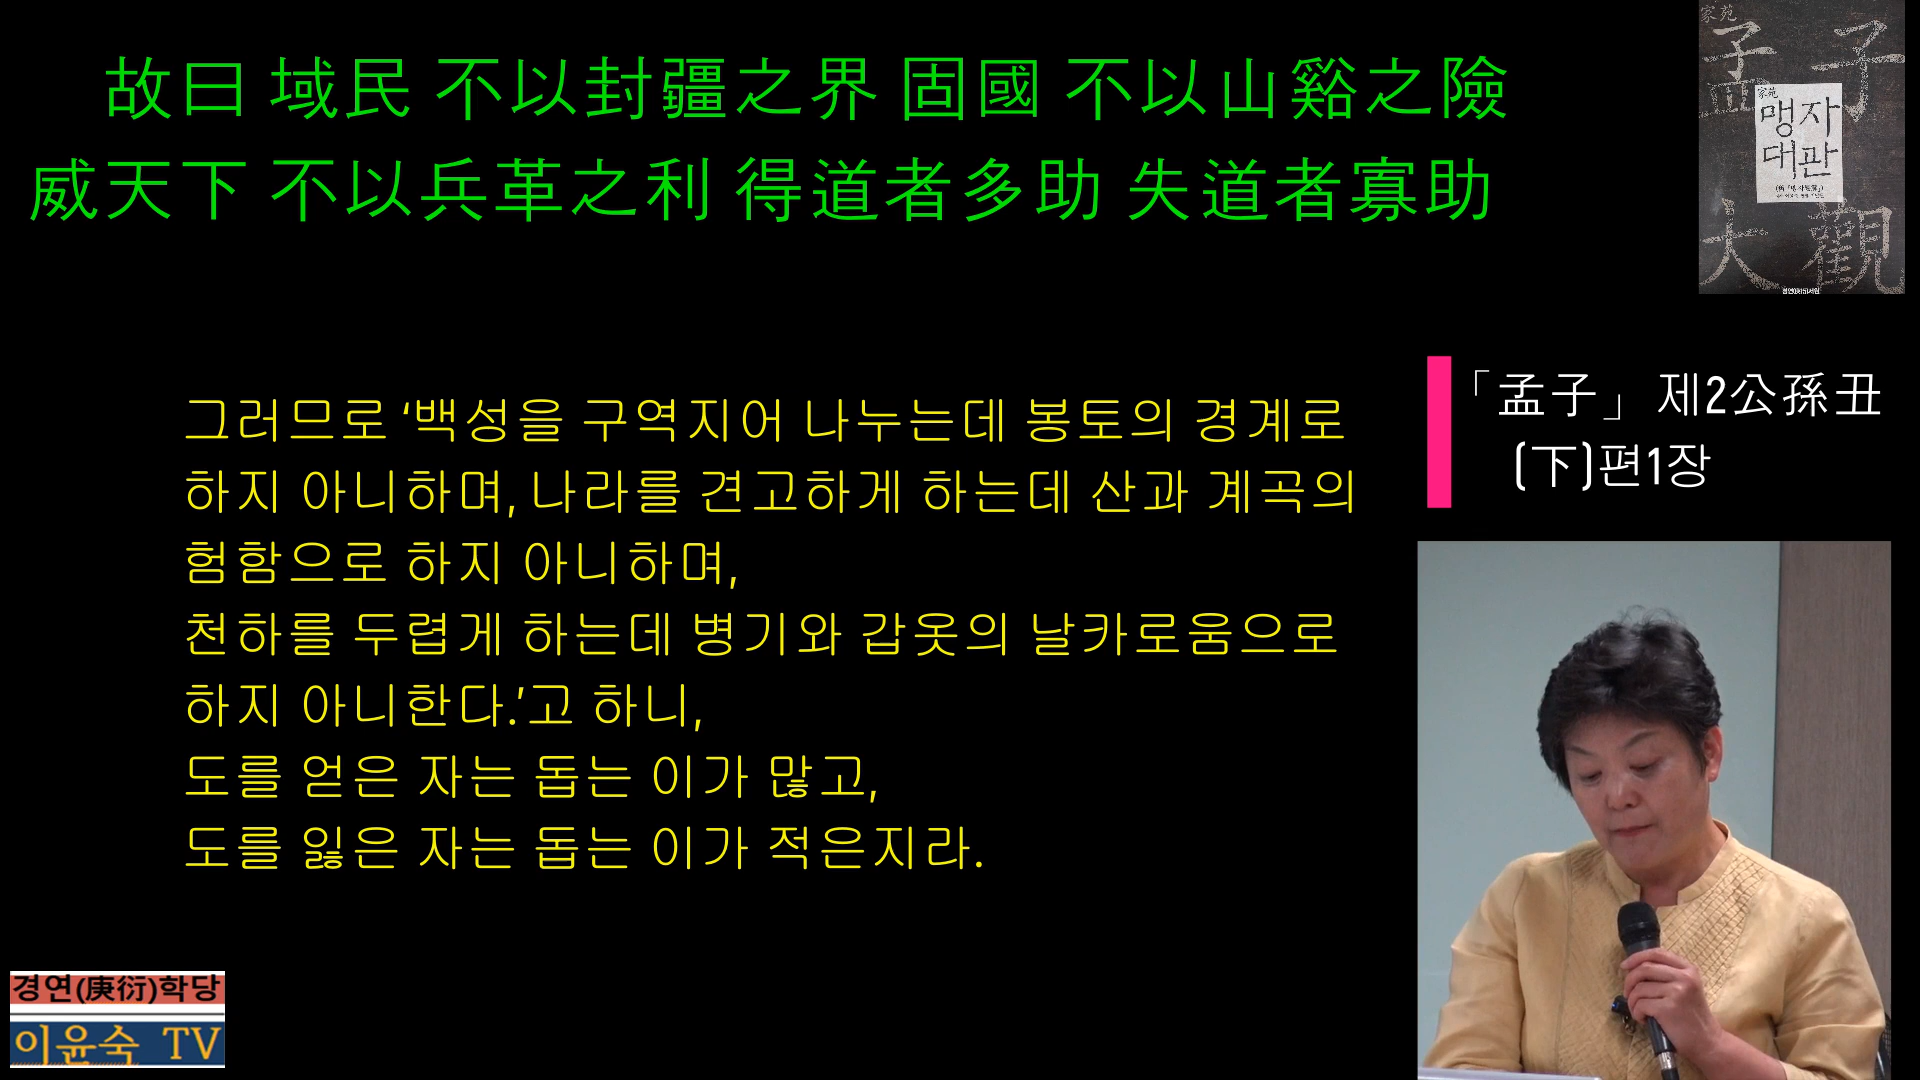 故曰 域民 不以封疆之界 固國 不以山谿之險
威天下 不以兵革之利 得道者多助 失道者寡助
家苑
孟子
家苑
맹자
대관
大觀
「孟子」 제2公孫丑
(下)편1장
그러므로 ‘백성을 구역지어 나누는데 봉토의 경계로
하지 아니하며, 나라를 견고하게 하는데 산과 계곡의
험함으로 하지 아니하며,
천하를 두렵게 하는데 병기와 갑옷의 날카로움으로
하지 아니한다.’고 하니,
도를 얻은 자는 돕는 이가 많고,
도를 잃은 자는 돕는 이가 적은지라.
경연(庚衍)학당
이윤숙 TV